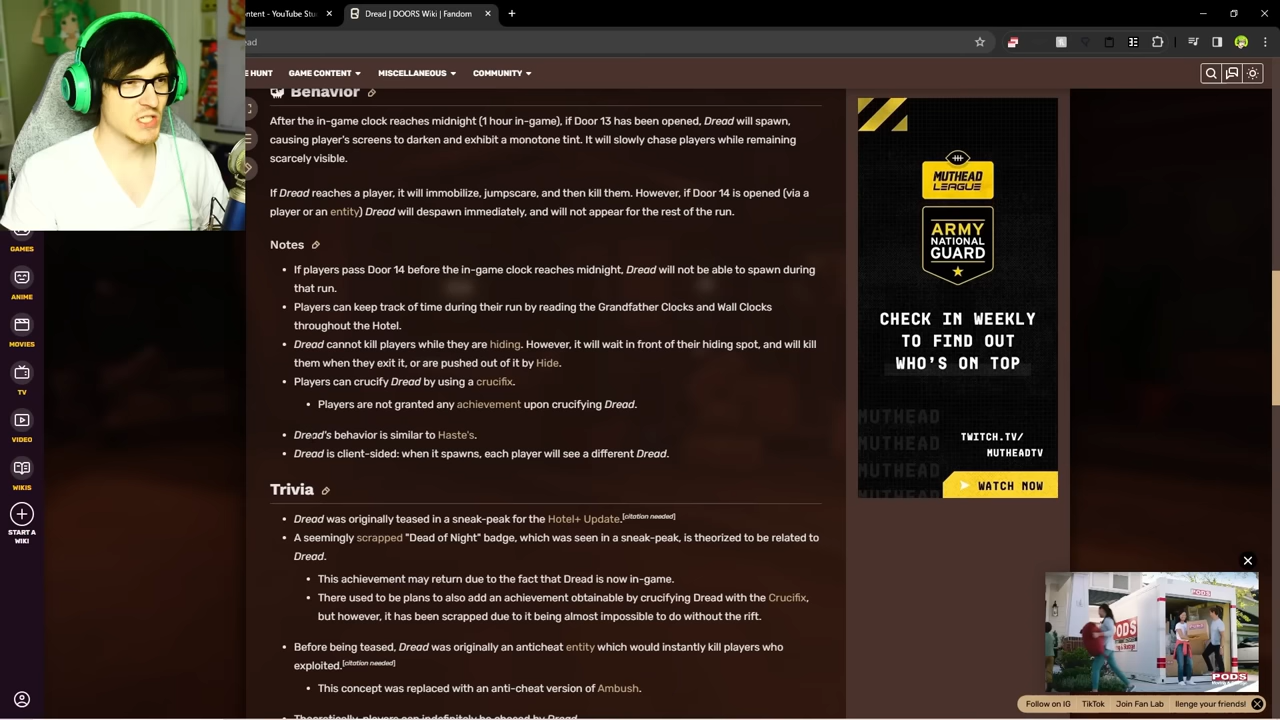 ntent - YouTube Stu
Dread | DOORS Wiki | Fandom
ead
E HUNT
GAME CONTENT
MISCELLANEOUS
COMMUNITY
Behavior
After the in-game clock reaches midnight (1 hour in-game), if Door 13 has been opened, Dread will spawn,
causing player's screens to darken and exhibit a monotone tint. It will slowly chase players while remaining
scarcely visible.
If Dread reaches a player, it will immobilize, jumpscare, and then kill them. However, if Door 14 is opened (via a
player or an entity) Dread will despawn immediately, and will not appear for the rest of the run.
Notes
• If players pass Door 14 before the in-game clock reaches midnight, Dread will not be able to spawn during
that run.
• Players can keep track of time during their run by reading the Grandfather Clocks and Wall Clocks
throughout the Hotel.
• Dread cannot kill players while they are hiding. However, it will wait in front of their hiding spot, and will kill
them when they exit it, or are pushed out of it by Hide.
• Players can crucify Dread by using a crucifix.
• Players are not granted any achievement upon crucifying Dread.
• Dread's behavior is similar to Haste's.
• Dread is client-sided: when it spawns, each player will see a different Dread.
Trivia
• Dread was originally teased in a sneak-peak for the Hotel+ Update.[citation needed]
• A seemingly scrapped "Dead of Night" badge, which was seen in a sneak-peak, is theorized to be related to
Dread.
• This achievement may return due to the fact that Dread is now in-game.
• There used to be plans to also add an achievement obtainable by crucifying Dread with the Crucifix,
but however, it has been scrapped due to it being almost impossible to do without the rift.
• Before being teased, Dread was originally an anticheat entity which would instantly kill players who
exploited.[citation needed]
• This concept was replaced with an anti-cheat version of Ambush.
• Theoretically, players can indefinitely be chased by Dread.
GAMES
ANIME
MOVIES
TV
VIDEO
WIKIS
START A
WIKI
MUTHEAD
LEAGUE
ARMY
NATIONAL
GUARD
CHECK IN WEEKLY
TO FIND OUT
WHO'S ON TOP
MUTHEAD
MUTHEAD
MUTHEAD
MUTHEAD
TWITCH.TV/
MUTHEADTV
WATCH NOW
PODS
PODS
PODS
Follow on IG
TikTok
Join Fan Lab
llenge your friends!